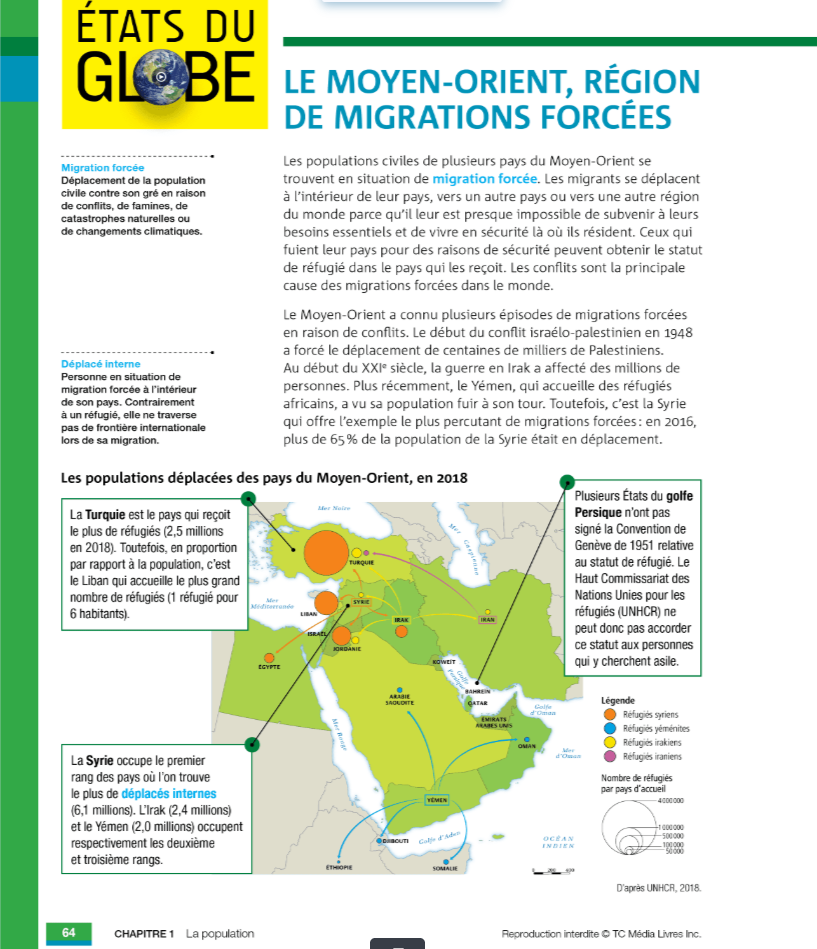 ÉTATS DU
GLOBE
LE MOYEN-ORIENT, RÉGION
DE MIGRATIONS FORCÉES
Migration forcée
Déplacement de la population
civile contre son gré en raison
de conflits, de famines, de
catastrophes naturelles ou
de changements climatiques.
Les populations civiles de plusieurs pays du Moyen-Orient se
trouvent en situation de migration forcée. Les migrants se déplacent
à l'intérieur de leur pays, vers un autre pays ou vers une autre région
du monde parce qu'il leur est presque impossible de subvenir à leurs
besoins essentiels et de vivre en sécurité là où ils résident. Ceux qui
fuient leur pays pour des raisons de sécurité peuvent obtenir le statut
de réfugié dans le pays qui les reçoit. Les conflits sont la principale
cause des migrations forcées dans le monde.
Le Moyen-Orient a connu plusieurs épisodes de migrations forcées
en raison de conflits. Le début du conflit israélo-palestinien en 1948
a forcé le déplacement de centaines de milliers de Palestiniens.
Au début du XXIe siècle, la guerre en Irak a affecté des millions de
personnes. Plus récemment, le Yémen, qui accueille des réfugiés
africains, a vu sa population fuir à son tour. Toutefois, c'est la Syrie
qui offre l'exemple le plus percutant de migrations forcées : en 2016,
plus de 65 % de la population de la Syrie était en déplacement.
Déplacé interne
Personne en situation de
migration forcée à l'intérieur
de son pays. Contrairement
à un réfugié, elle ne traverse
pas de frontière internationale
lors de sa migration.
Les populations déplacées des pays du Moyen-Orient, en 2018
La Turquie est le pays qui reçoit
le plus de réfugiés (2,5 millions
en 2018). Toutefois, en proportion
par rapport à la population, c'est
le Liban qui accueille le plus grand
nombre de réfugiés (1 réfugié pour
6 habitants).
Plusieurs États du golfe
Persique n'ont pas
signé la Convention de
Genève de 1951 relative
au statut de réfugié. Le
Haut Commissariat des
Nations Unies pour les
réfugiés (UNHCR) ne
peut donc pas accorder
ce statut aux personnes
qui y cherchent asile.
La Syrie occupe le premier
rang des pays où l'on trouve
le plus de déplacés internes
(6,1 millions). L'Irak (2,4 millions)
et le Yémen (2,0 millions) occupent
respectivement les deuxième
et troisième rangs.
Mer Noire
Mer Caspienne
TURQUIE
Mer
Méditerranée
SYRIE
LIBAN
IRAK
IRAN
ISRAËL
JORDANIE
ÉGYPTE
KOWEÏT
Golfe
Persique
BAHREÏN
QATAR
ARABIE
SAOUDITE
Golfe
d'Oman
ÉMIRATS
ARABES UNIS
OMAN
Mer Rouge
Mer
d'Oman
YÉMEN
DJIBOUTI
Golfe d'Aden
OCÉAN
INDIEN
ÉTHIOPIE
SOMALIE
Légende
Réfugiés syriens
Réfugiés yéménites
Réfugiés irakiens
Réfugiés iraniens
Nombre de réfugiés
par pays d'accueil
4 000 000
1 000 000
500 000
100 000
50 000
D'après UNHCR, 2018.
64
CHAPITRE 1 La population
Reproduction interdite © TC Média Livres Inc.